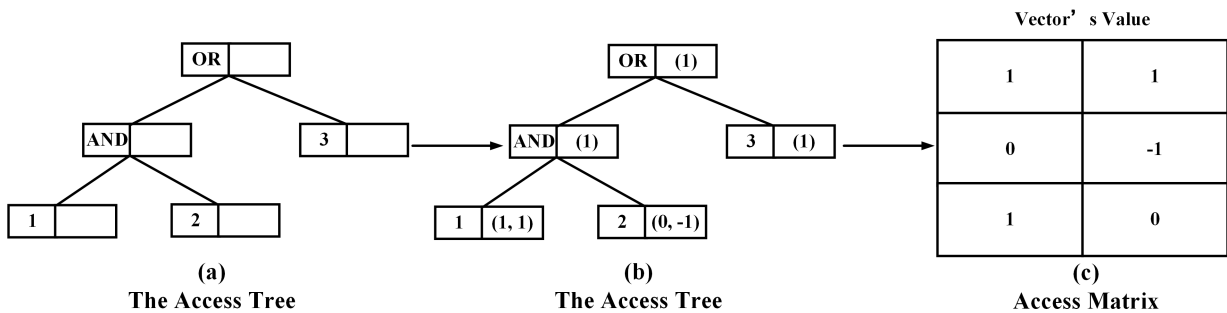 Vector's Value
OR
OR (1)
1 1
AND 3
AND (1) 3 (1)
0 -1
1 2
1 (1, 1) 2 (0, -1)
1 0
(a)
The Access Tree
(b)
The Access Tree
(c)
Access Matrix